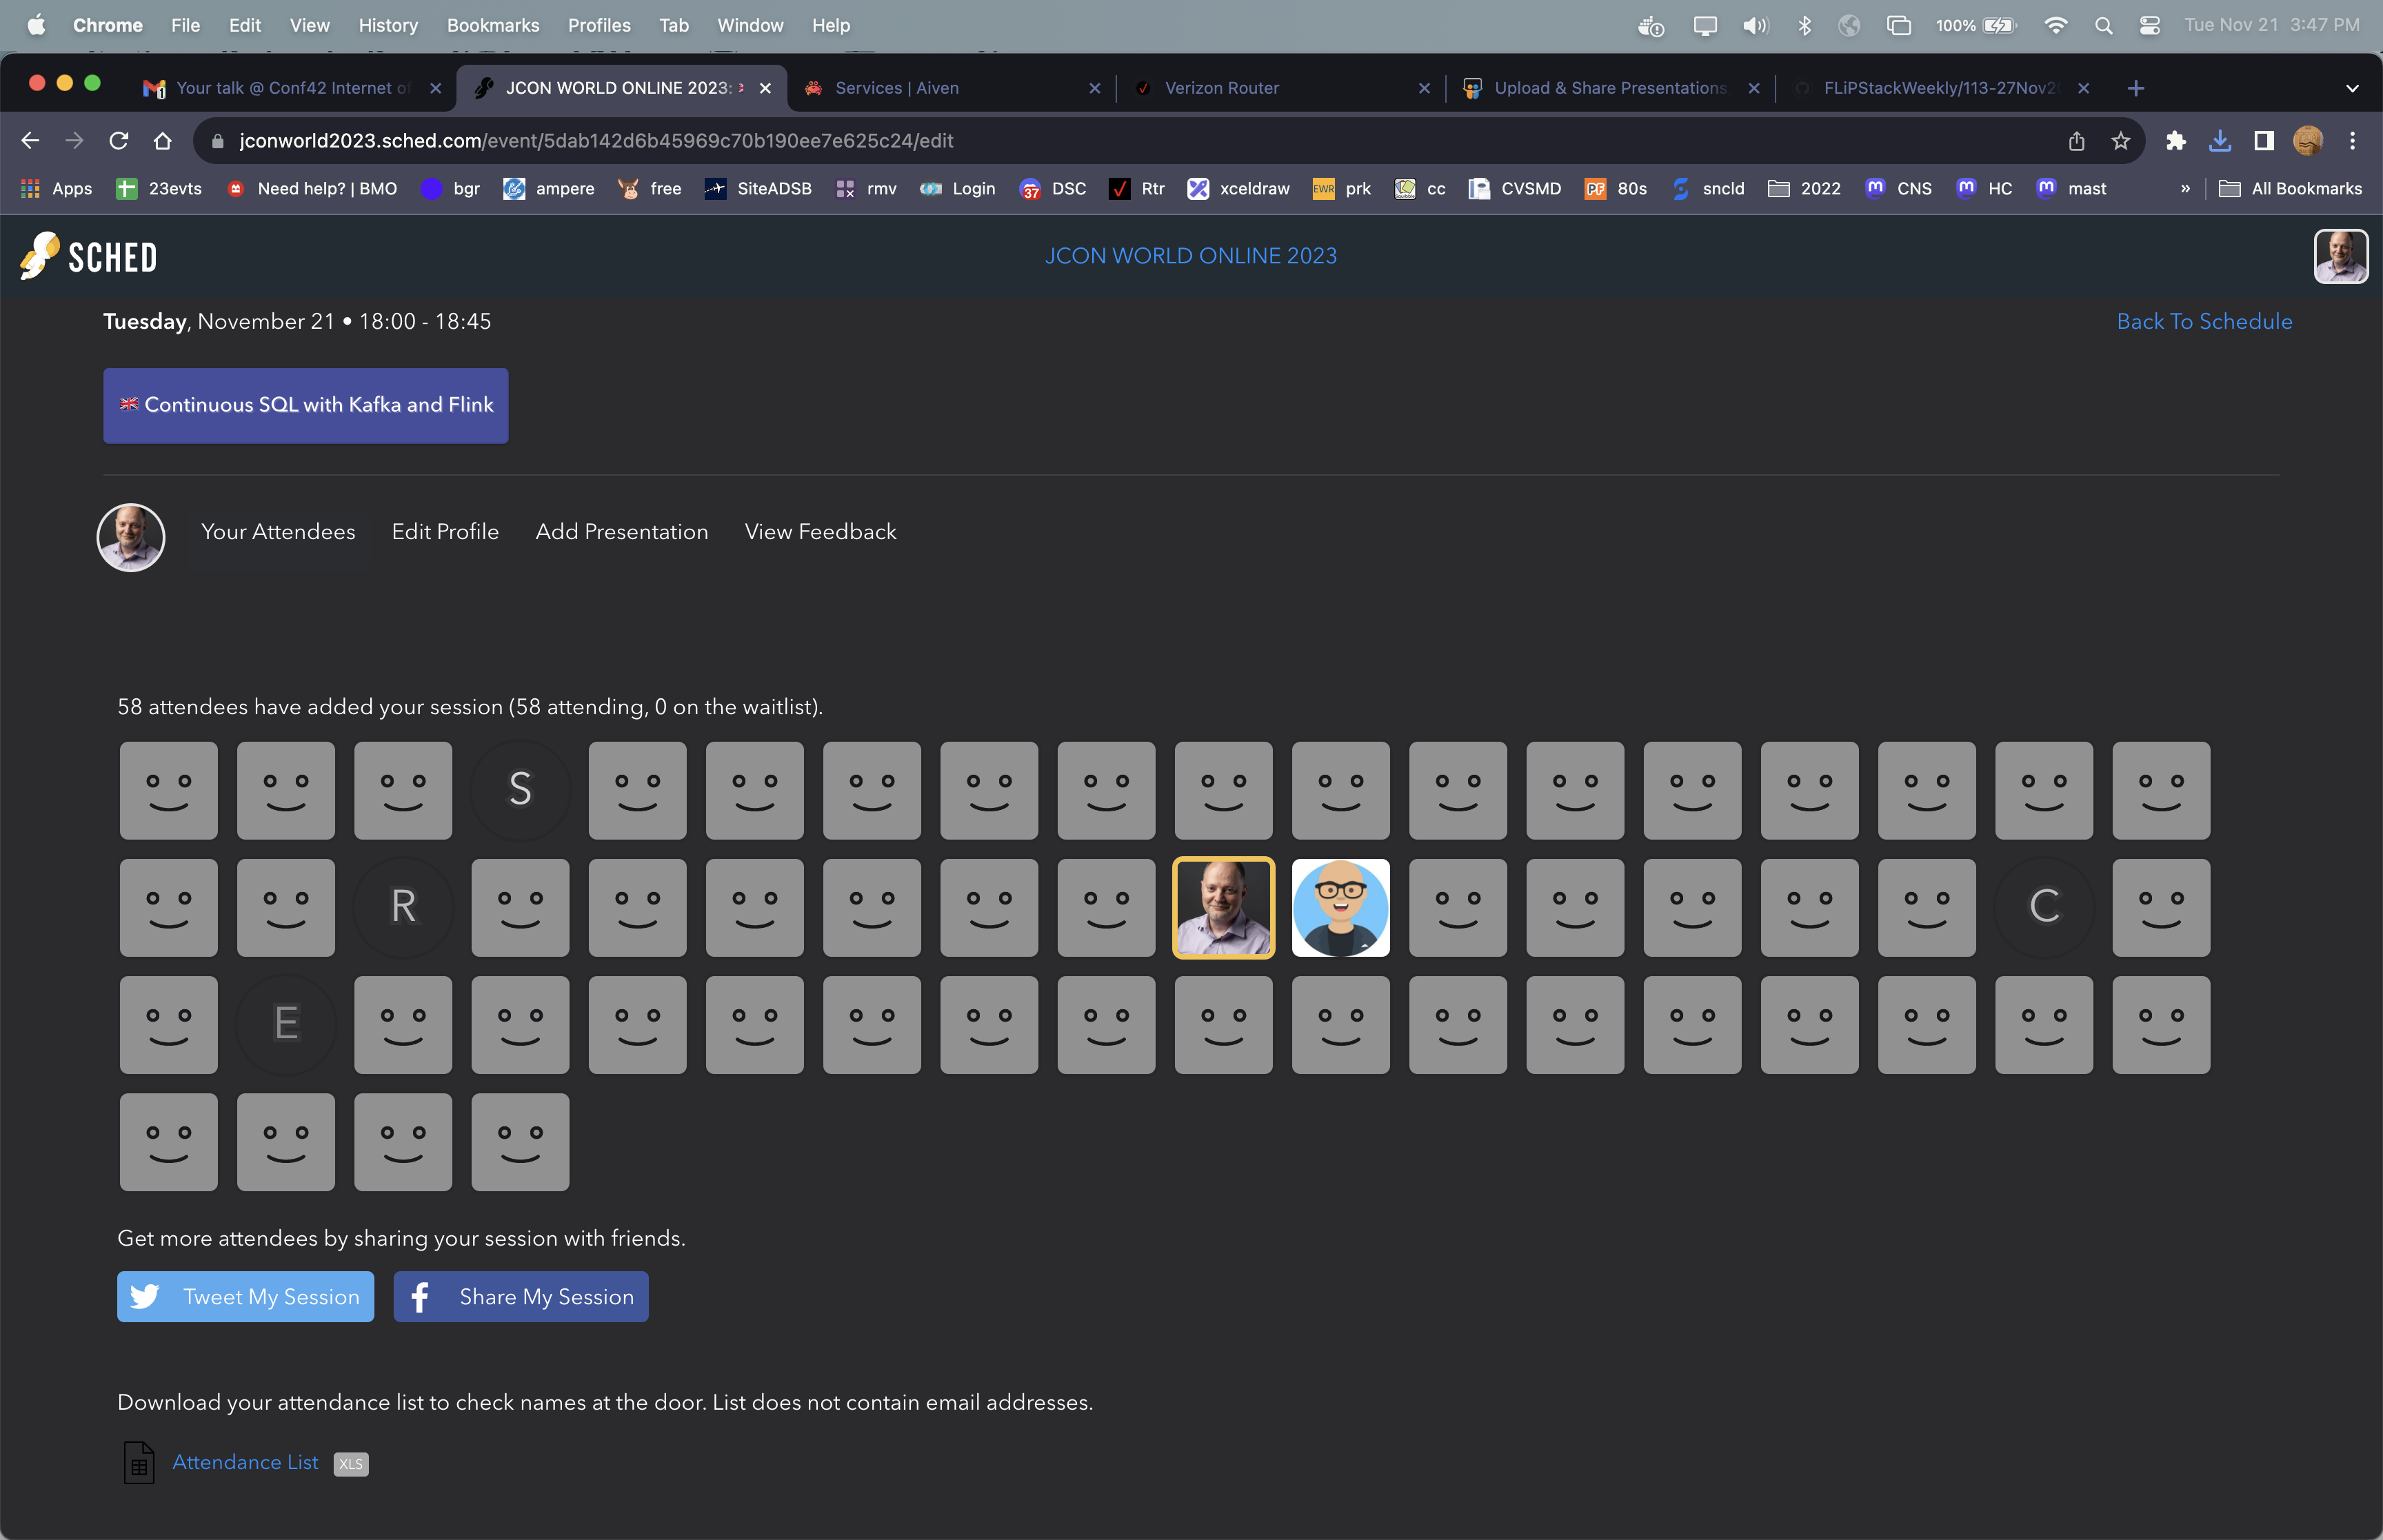 Chrome File Edit View History Bookmarks Profiles Tab Window Help 100% Tue Nov 21 3:47 PM
Your talk @ Conf42 Internet of JCON WORLD ONLINE 2023: Services | Aiven Verizon Router Upload & Share Presentations FLiPStackWeekly/113-27Nov2
jconworld2023.sched.com/event/5dab142d6b45969c70b190ee7e625c24/edit
Apps 23evts Need help? | BMO bgr ampere free SiteADSB rmv Login 37 DSC Rtr xceldraw EWR prk cc CVSMD PF 80s sncld 2022 CNS HC mast » All Bookmarks
SCHED JCON WORLD ONLINE 2023
Tuesday, November 21 • 18:00 - 18:45 Back To Schedule
Continuous SQL with Kafka and Flink
Your Attendees Edit Profile Add Presentation View Feedback
58 attendees have added your session (58 attending, 0 on the waitlist).
S
R C
E
Get more attendees by sharing your session with friends.
Tweet My Session Share My Session
Download your attendance list to check names at the door. List does not contain email addresses.
Attendance List XLS